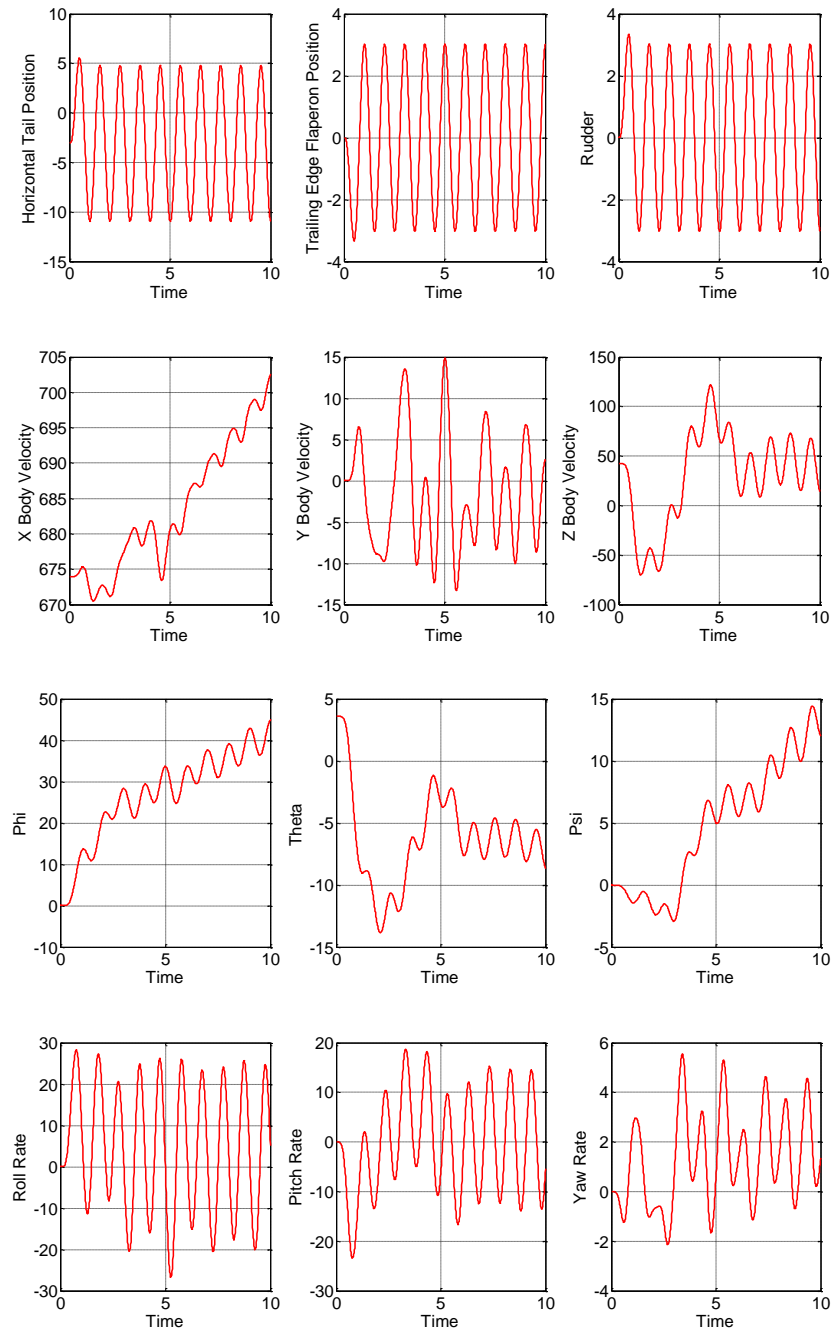 Horizontal Tail Position
10
5
0
-5
-10
-15
0 5 10
Time
Trailing Edge Flaperon Position
4
2
0
-2
-4
0 5 10
Time
Rudder
4
2
0
-2
-4
0 5 10
Time
X Body Velocity
705
700
695
690
685
680
675
670
0 5 10
Time
Y Body Velocity
15
10
5
0
-5
-10
-15
0 5 10
Time
Z Body Velocity
150
100
50
0
-50
-100
0 5 10
Time
Phi
50
40
30
20
10
0
-10
0 5 10
Time
Theta
5
0
-5
-10
-15
0 5 10
Time
Psi
15
10
5
0
-5
0 5 10
Time
Roll Rate
30
20
10
0
-10
-20
-30
0 5 10
Time
Pitch Rate
20
10
0
-10
-20
-30
0 5 10
Time
Yaw Rate
6
4
2
0
-2
-4
0 5 10
Time